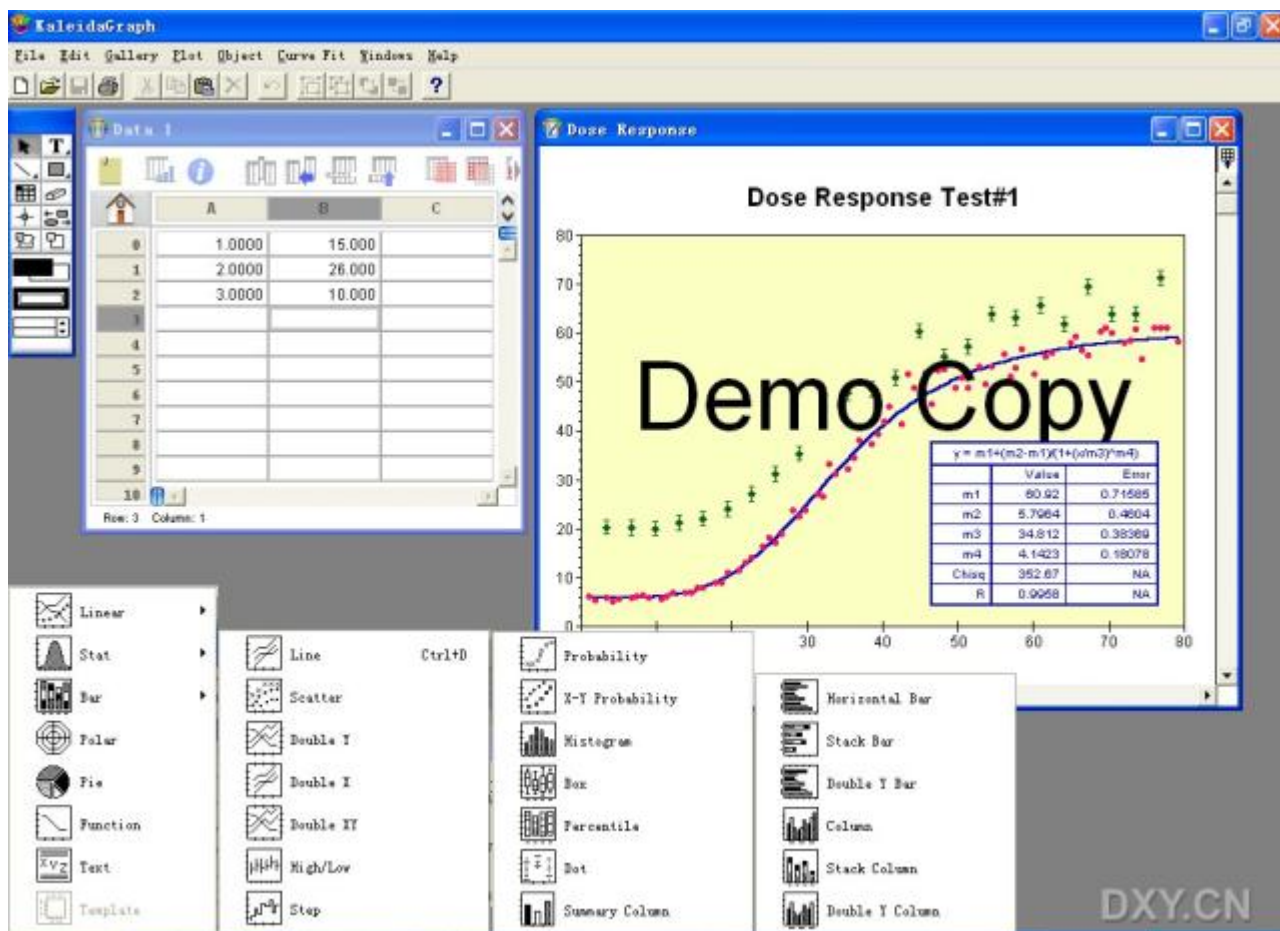 KaleidaGraph
File Edit Gallery Plot Object Curve Fit Windows Help
Data 1
A B C
0 1.0000 15.000
1 2.0000 26.000
2 3.0000 10.000
3
4
5
6
7
8
9
10
Row: 3 Column: 1
Dose Response
Dose Response Test#1
80
70
60
50
40
30
20
10
0
30 40 50 60 70 80
Demo Copy
y = m1+(m2-m1)/(1+(x/m3)^m4)
Value Error
m1 60.92 0.71585
m2 5.7964 0.4604
m3 34.812 0.38369
m4 4.1423 0.18078
Chisq 352.67 NA
R 0.9958 NA
Linear
Stat
Bar
Polar
Pie
Function
Text
Template
Line Ctrl+D
Scatter
Double Y
Double X
Double XY
High/Low
Step
Probability
X-Y Probability
Histogram
Box
Percentile
Dot
Summary Column
Horizontal Bar
Stack Bar
Double Y Bar
Column
Stack Column
Double Y Column
DXY.CN